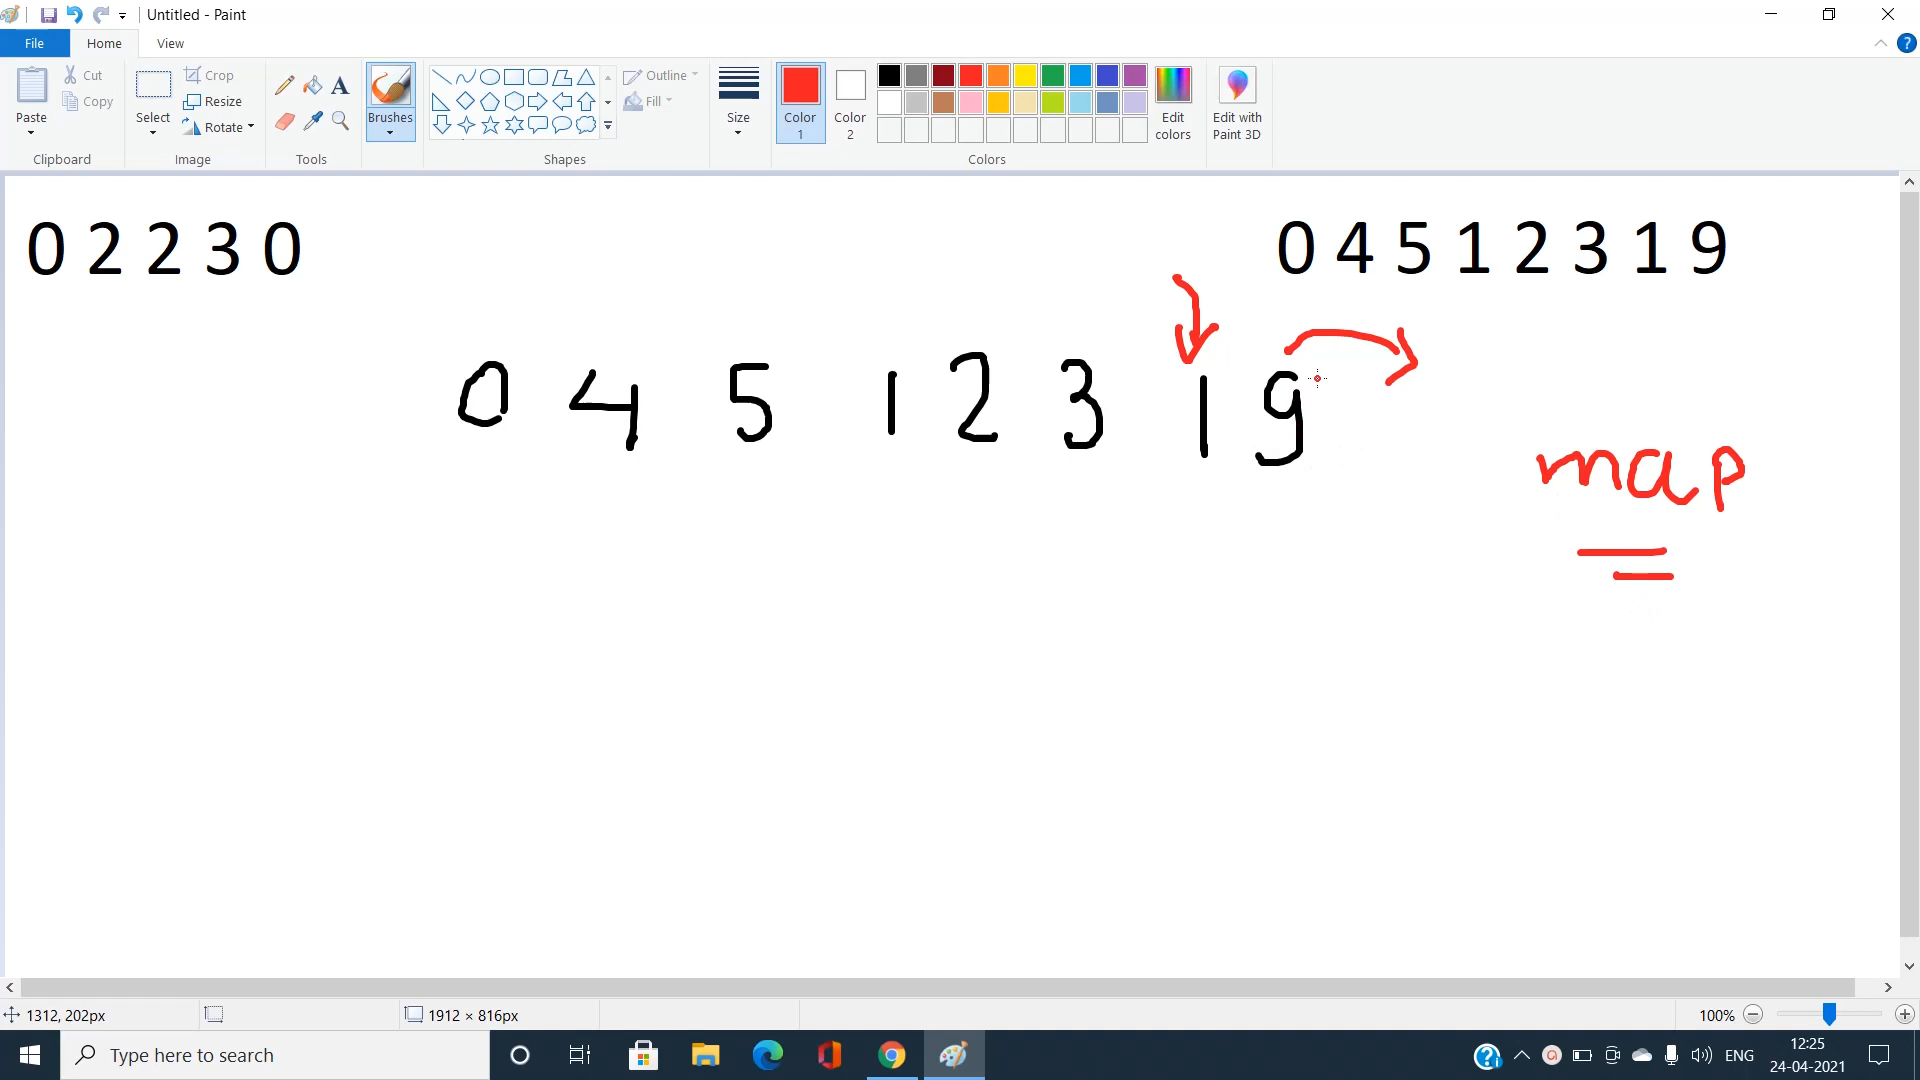 Untitled - Paint
File Home View
Paste
Cut
Copy
Clipboard
Select
Crop
Resize
Rotate
Image
Tools
Brushes
Shapes
Outline
Fill
Size
Color 1
Color 2
Colors
Edit colors
Edit with Paint 3D
0 2 2 3 0
0 4 5 1 2 3 1 9
0 4 5 1 2 3 1 9
map
1312, 202px
1912 × 816px
100%
Type here to search
ENG
12:25
24-04-2021